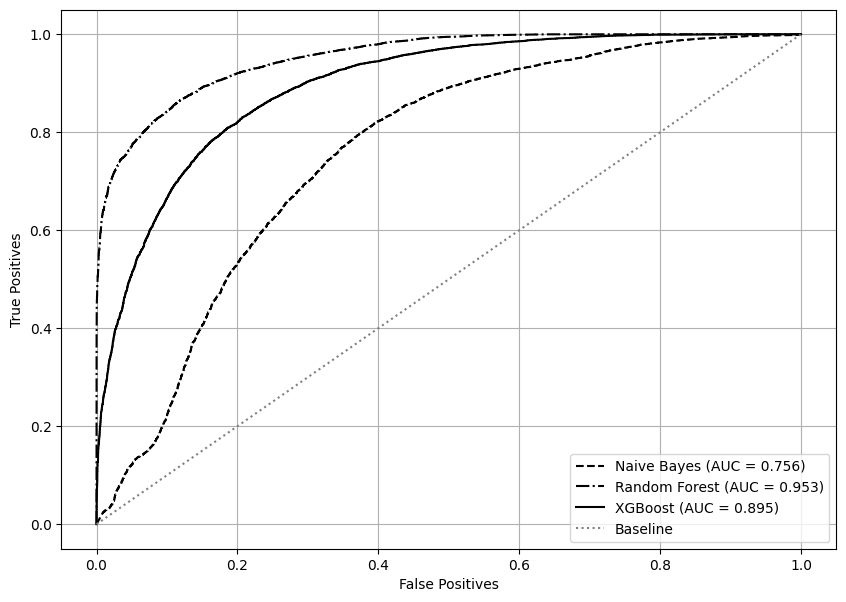 1.0
0.8
0.6
0.4
0.2
0.0
True Positives
Naive Bayes (AUC = 0.756)
Random Forest (AUC = 0.953)
XGBoost (AUC = 0.895)
Baseline
0.0 0.2 0.4 0.6 0.8 1.0
False Positives